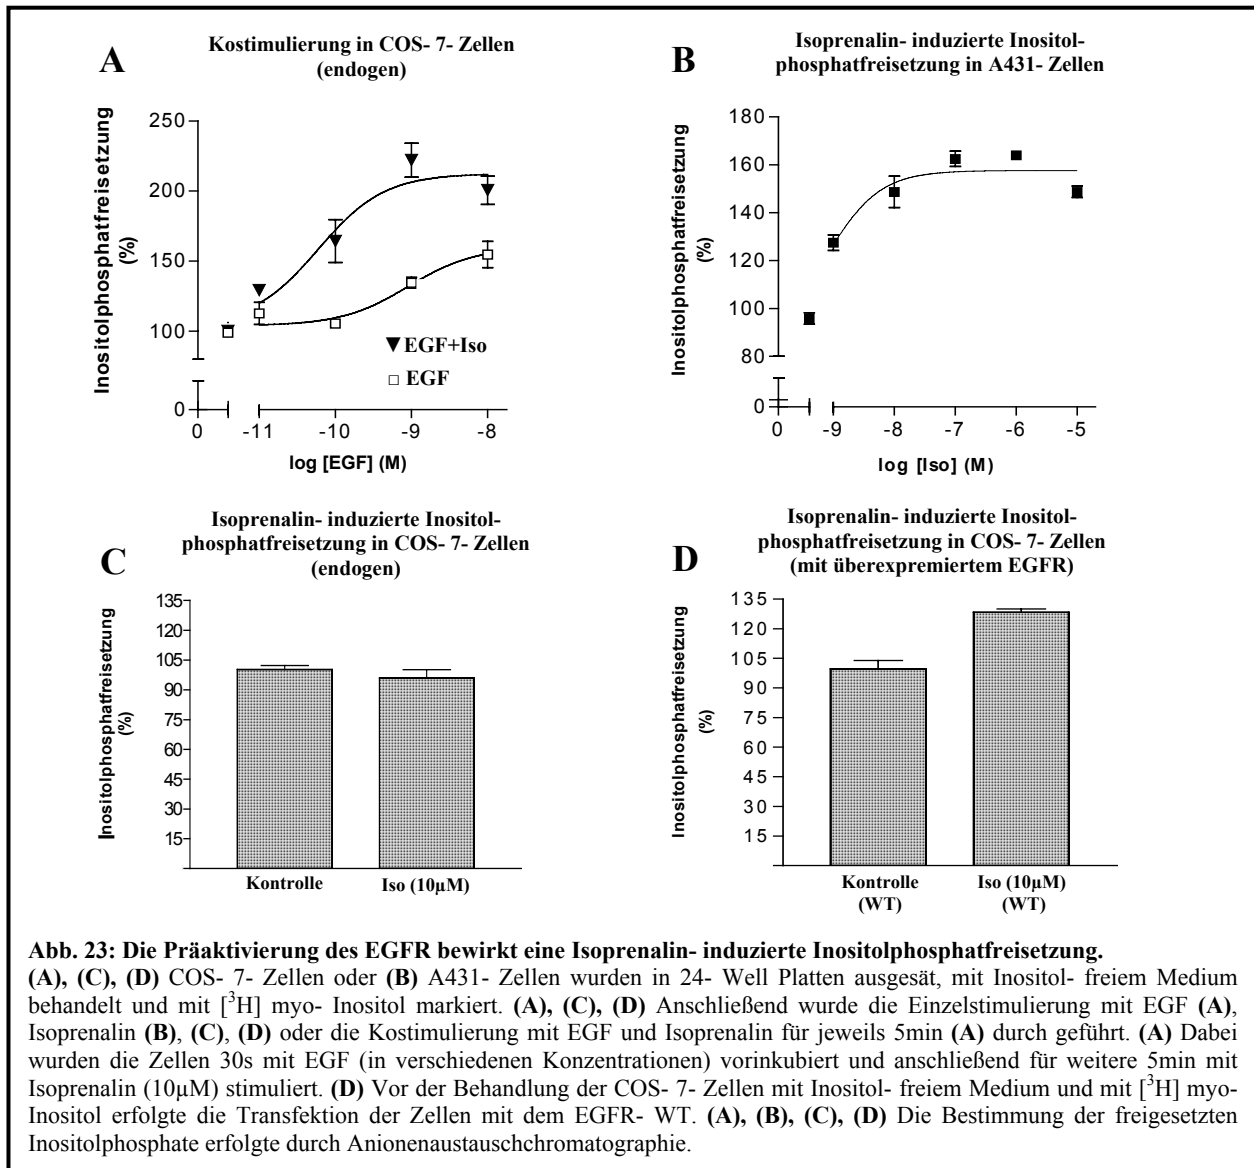 A
Kostimulierung in COS- 7- Zellen
(endogen)
Inositolphosphatfreisetzung
(%)
250
200
150
100
0
0
-11
-10
-9
-8
EGF+Iso
EGF
log [EGF] (M)
B
Isoprenalin- induzierte Inositol-
phosphatfreisetzung in A431- Zellen
Inositolphosphatfreisetzung
(%)
180
160
140
120
100
80
0
0
-9
-8
-7
-6
-5
log [Iso] (M)
C
Isoprenalin- induzierte Inositol-
phosphatfreisetzung in COS- 7- Zellen
(endogen)
Inositolphosphatfreisetzung
(%)
135
120
105
90
75
60
45
30
15
Kontrolle
Iso (10µM)
D
Isoprenalin- induzierte Inositol-
phosphatfreisetzung in COS- 7- Zellen
(mit überexpremiertem EGFR)
Inositolphosphatfreisetzung
(%)
135
120
105
90
75
60
45
30
15
Kontrolle
(WT)
Iso (10µM)
(WT)
Abb. 23: Die Präaktivierung des EGFR bewirkt eine Isoprenalin- induzierte Inositolphosphatfreisetzung.
(A), (C), (D) COS- 7- Zellen oder (B) A431- Zellen wurden in 24- Well Platten ausgesät, mit Inositol- freiem Medium
behandelt und mit [³H] myo- Inositol markiert. (A), (C), (D) Anschließend wurde die Einzelstimulierung mit EGF (A),
Isoprenalin (B), (C), (D) oder die Kostimulierung mit EGF und Isoprenalin für jeweils 5min (A) durch geführt. (A) Dabei
wurden die Zellen 30s mit EGF (in verschiedenen Konzentrationen) vorinkubiert und anschließend für weitere 5min mit
Isoprenalin (10µM) stimuliert. (D) Vor der Behandlung der COS- 7- Zellen mit Inositol- freiem Medium und mit [³H] myo-
Inositol erfolgte die Transfektion der Zellen mit dem EGFR- WT. (A), (B), (C), (D) Die Bestimmung der freigesetzten
Inositolphosphate erfolgte durch Anionenaustauschchromatographie.